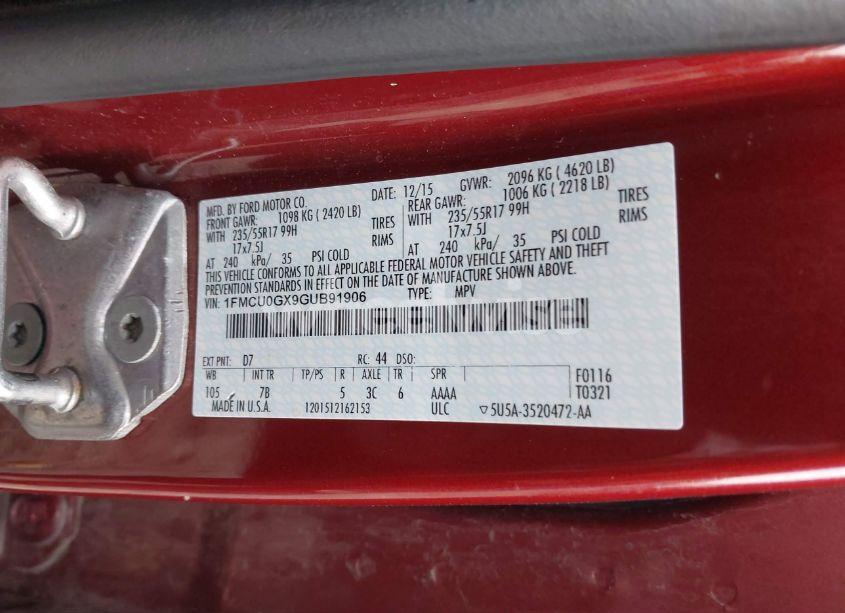 MFD. BY FORD MOTOR CO. DATE: 12/15 GVWR: 2096 KG ( 4620 LB)
FRONT GAWR: 1098 KG ( 2420 LB) REAR GAWR: 1006 KG ( 2218 LB)
WITH 235/55R17 99H TIRES WITH 235/55R17 99H TIRES
17x7.5J RIMS 17x7.5J RIMS
AT 240 kPa/ 35 PSI COLD AT 240 kPa/ 35 PSI COLD
THIS VEHICLE CONFORMS TO ALL APPLICABLE FEDERAL MOTOR VEHICLE SAFETY AND THEFT
PREVENTION STANDARDS IN EFFECT ON THE DATE OF MANUFACTURE SHOWN ABOVE.
VIN: 1FMCU0GX9GUB91906 TYPE: MPV
EXT PNT: D7 RC: 44 DSO:
WB INT TR TP/PS R AXLE TR SPR F0116
105 7B 5 3C 6 AAAA T0321
MADE IN U.S.A. 1201512162153 ULC ▽5U5A-3520472-AA